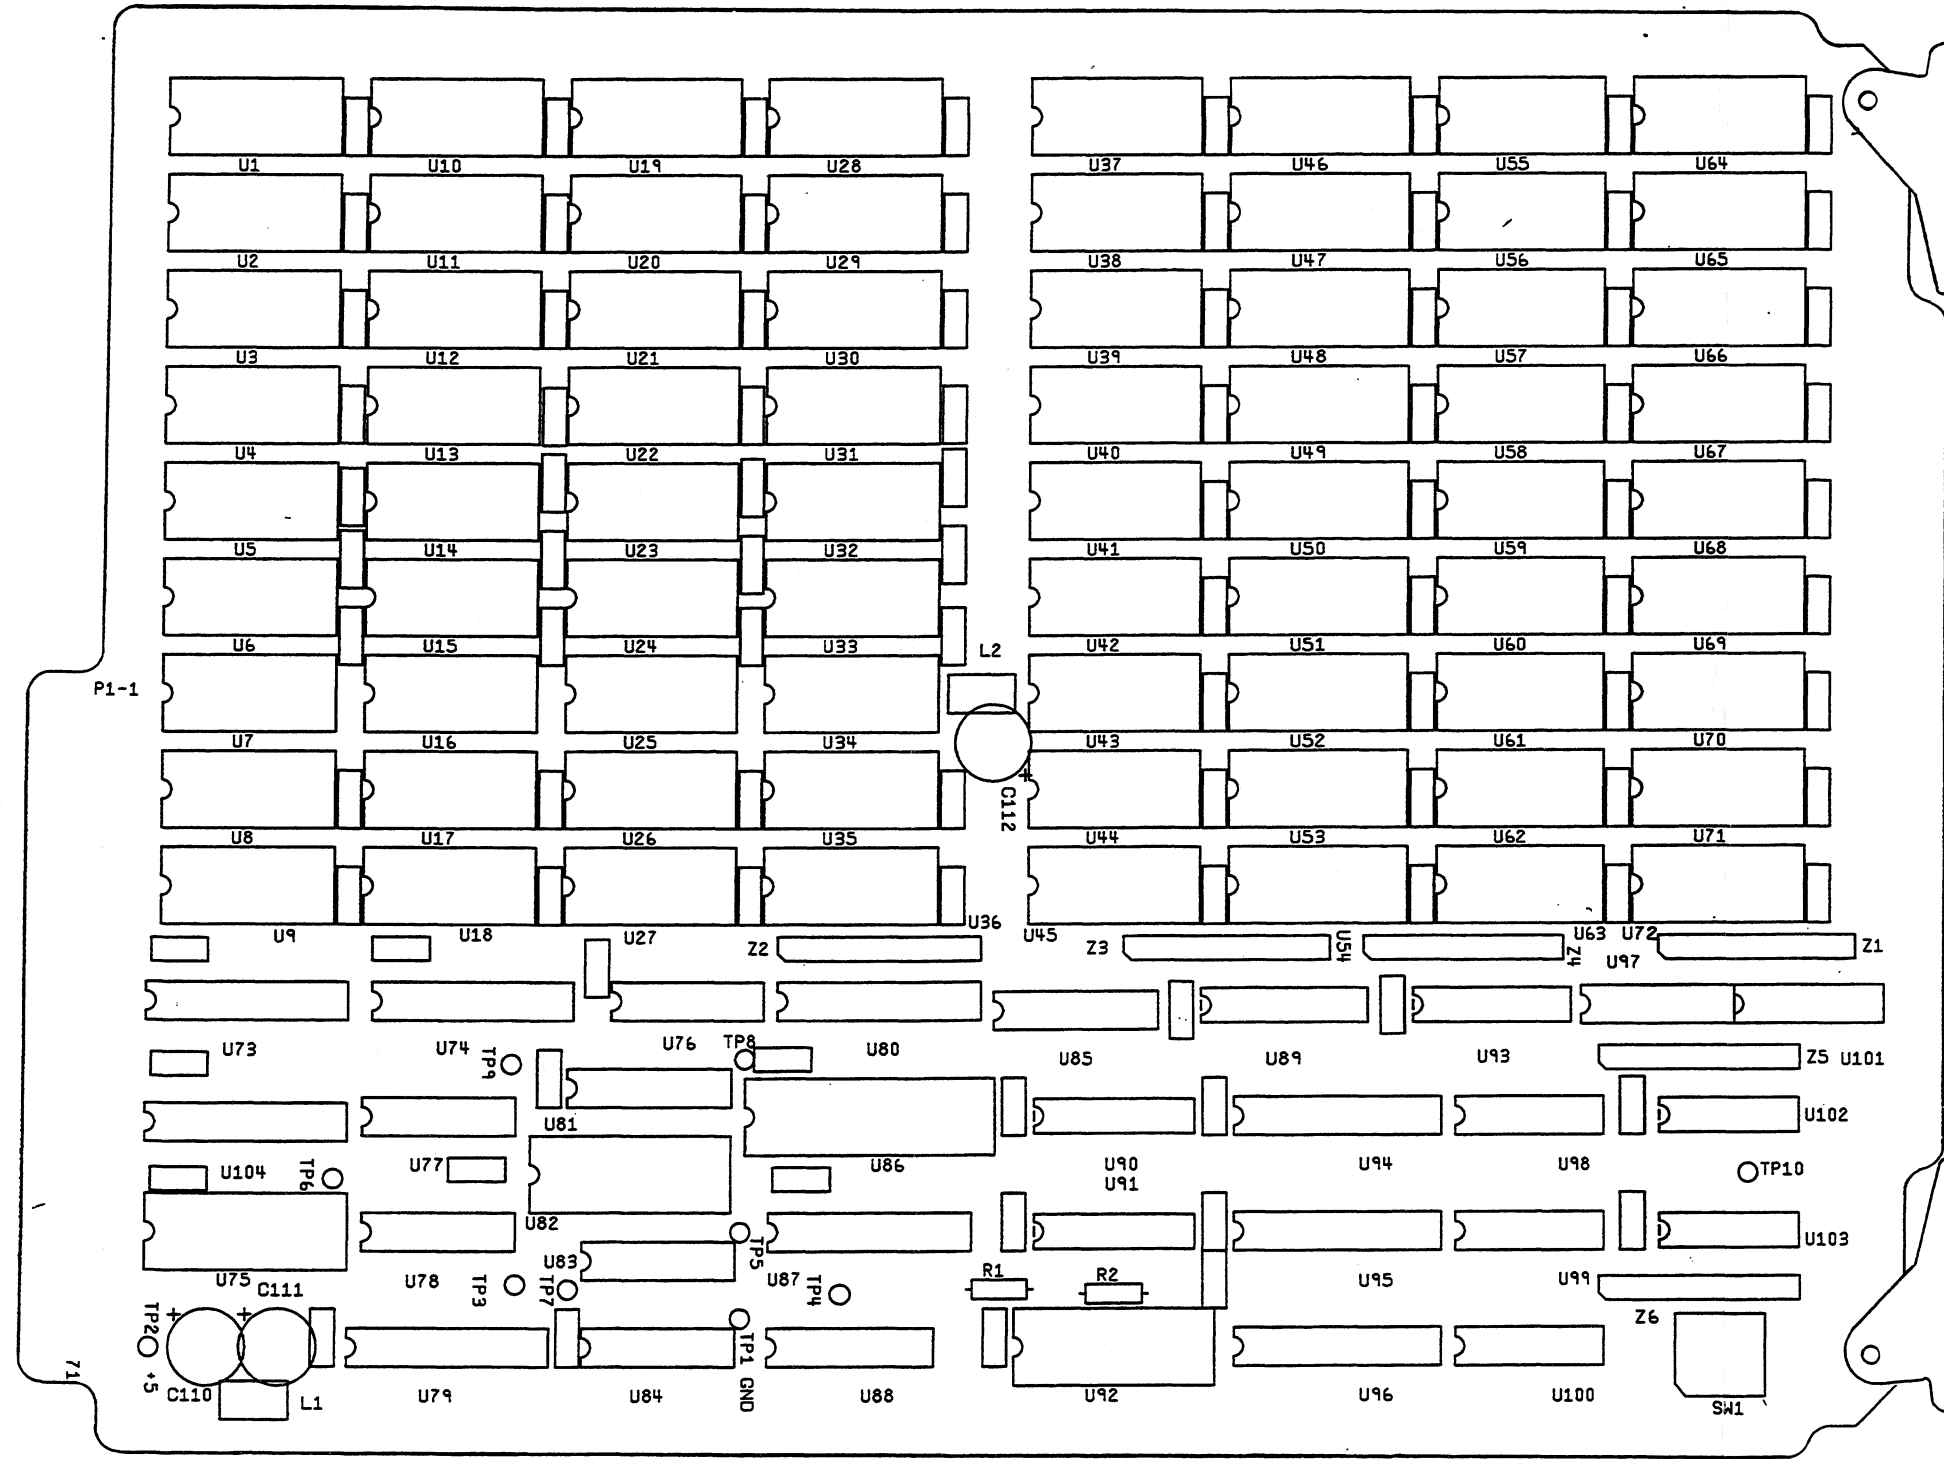 U1 U10 U19 U28 U37 U46 U55 U64
U2 U11 U20 U29 U38 U47 U56 U65
U3 U12 U21 U30 U39 U48 U57 U66
U4 U13 U22 U31 U40 U49 U58 U67
U5 U14 U23 U32 U41 U50 U59 U68
U6 U15 U24 U33 L2 U42 U51 U60 U69
P1-1
U7 U16 U25 U34 U43 U52 U61 U70
+
C112
U8 U17 U26 U35 U44 U53 U62 U71
U36
U9 U18 U27 Z2 U45 Z3 U54 Z4 U63 U72 Z1
U97
U73 U74 TP9 U76 TP8 U80 U85 U89 U93 Z5 U101
U81 U102
U104 TP6 U77 U86 U90 U94 U98 TP10
U91
U82
U75 U78 U83 TP5 U87 U95 U99 U103
C111 TP3 TP7 TP4 R1 R2
TP2 + + TP1 Z6
71 +5 C110 L1 U79 U84 GND U88 U92 U96 U100 SW1